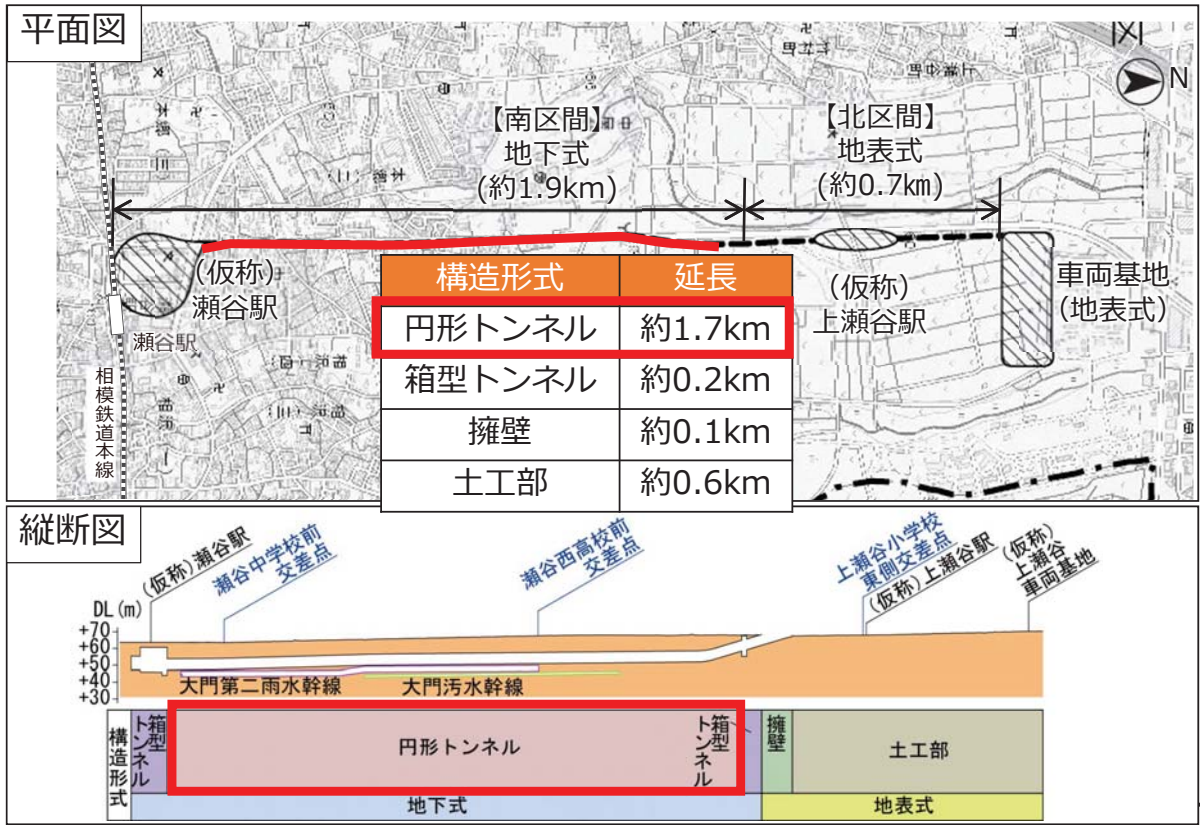 平面図
N
【南区間】
地下式
(約1.9km)
【北区間】
地表式
(約0.7㎞)
(仮称)
瀬谷駅
瀬谷駅
相模鉄道本線
(仮称)
上瀬谷駅
車両基地
(地表式)
構造形式 延長
円形トンネル 約1.7km
箱型トンネル 約0.2km
擁壁 約0.1km
土工部 約0.6km
縦断図
(仮称)瀬谷駅
瀬谷中学校前
交差点
瀬谷西高校前
交差点
上瀬谷小学校
東側交差点
(仮称)上瀬谷駅
(仮称)
上瀬谷
車両基地
DL(m)
+70
+60
+50
+40
+30
大門第二雨水幹線
大門汚水幹線
構造形式
箱型
トンネル
円形トンネル
箱型
トンネル
擁壁
土工部
地下式
地表式